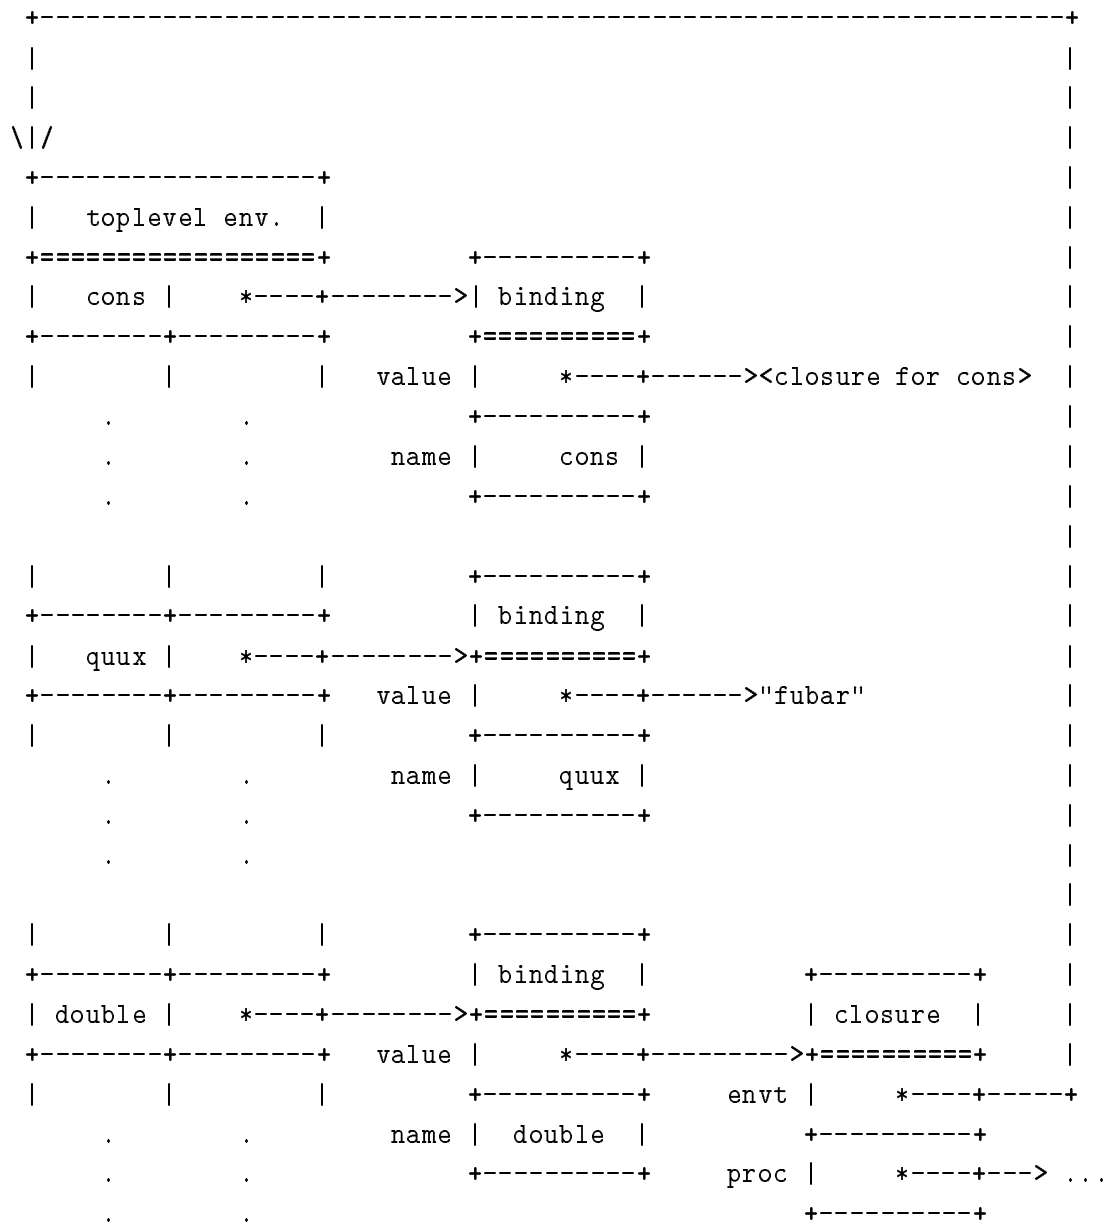 +-------------------------------------------------------------------+
|                                                                   |
|                                                                   |
\|/                                                                  |
+------------------+                                                |
|   toplevel env.  |                                                |
+==================+         +----------+                           |
|   cons |    *----+-------->| binding  |                           |
+--------+---------+         +==========+                           |
|        |         |   value |     *----+------><closure for cons>  |
     .        .              +----------+                           |
     .        .         name |     cons |                           |
     .        .              +----------+                           |
                                                                    |
|        |         |         +----------+                           |
+--------+---------+         | binding  |                           |
|   quux |    *----+-------->+==========+                           |
+--------+---------+   value |     *----+------>"fubar"             |
|        |         |         +----------+                           |
     .        .         name |     quux |                           |
     .        .              +----------+                           |
     .        .                                                     |
                                                                    |
|        |         |         +----------+                           |
+--------+---------+         | binding  |          +----------+     |
| double |    *----+-------->+==========+          | closure  |     |
+--------+---------+   value |     *----+--------->+==========+     |
|        |         |         +----------+     envt |     *----+-----+
     .        .         name |  double  |          +----------+
     .        .              +----------+     proc |     *----+---> ...
     .        .                                    +----------+